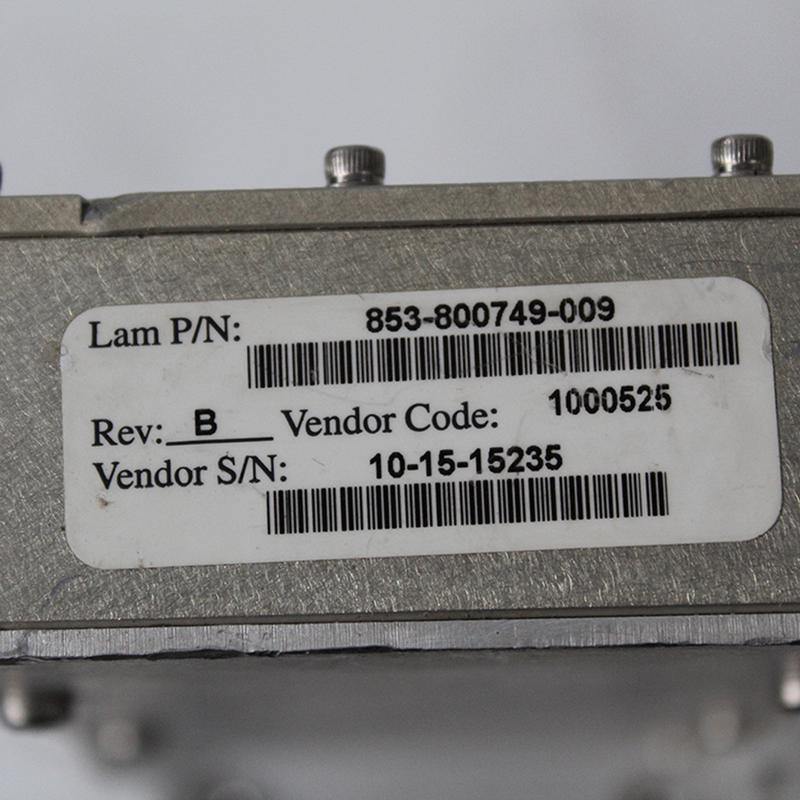 Lam P/N: 853-800749-009
Rev: B Vendor Code: 1000525
Vendor S/N: 10-15-15235